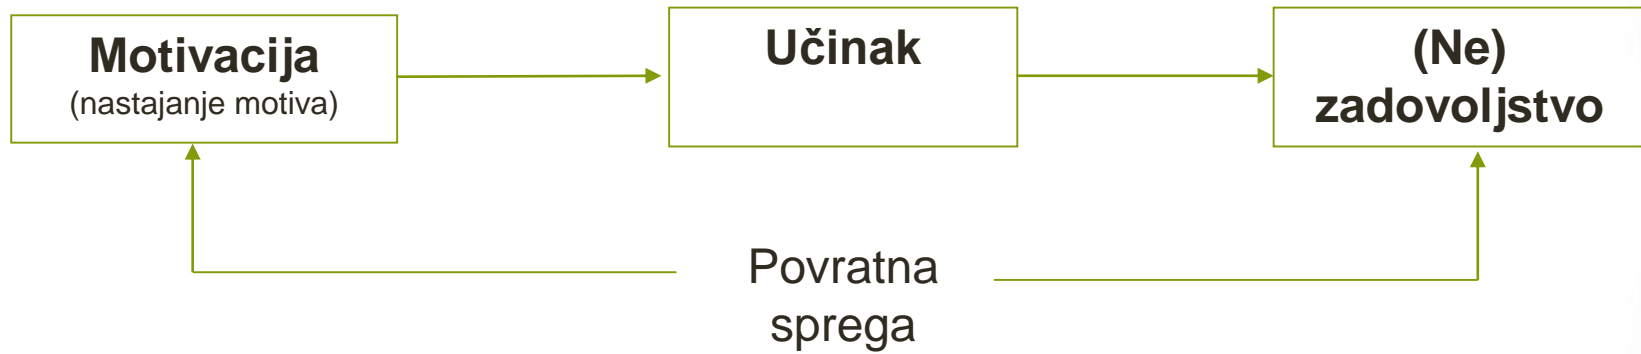 Motivacija
(nastajanje motiva)
Učinak
(Ne)
zadovoljstvo
Povratna
sprega